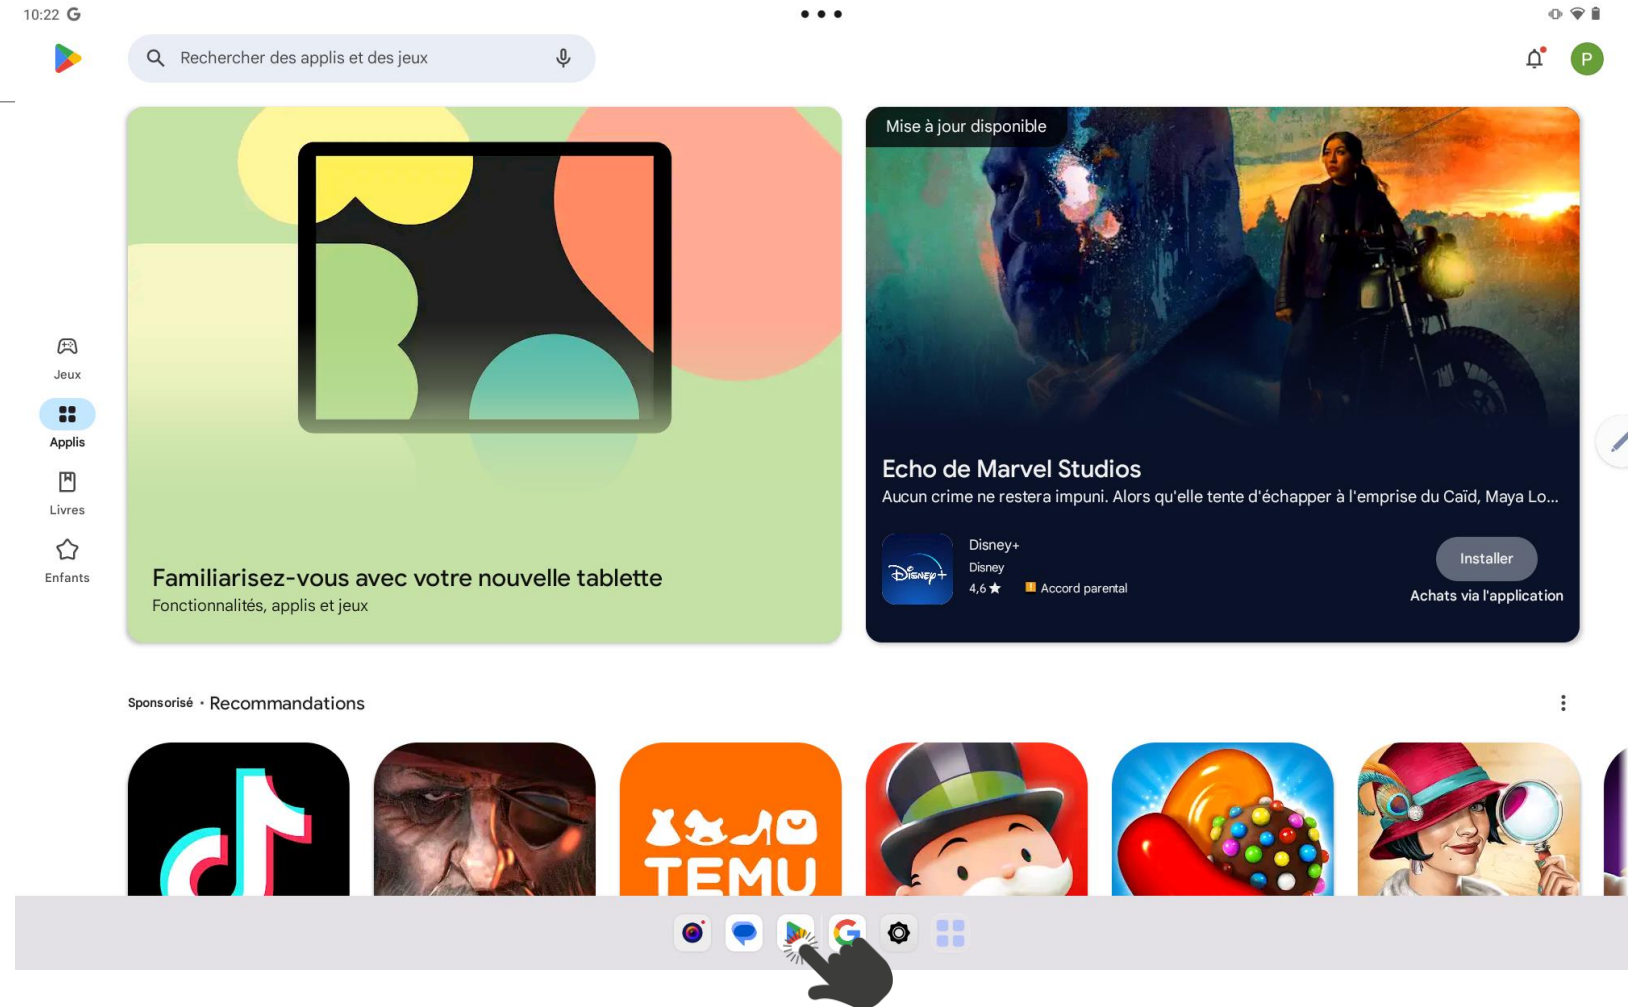 10:22
Rechercher des applis et des jeux
P
Mise à jour disponible
Jeux
Applis
Livres
Enfants
Familiarisez-vous avec votre nouvelle tablette
Fonctionnalités, applis et jeux
Echo de Marvel Studios
Aucun crime ne restera impuni. Alors qu'elle tente d'échapper à l'emprise du Caïd, Maya Lo...
Disney+
Disney+
Disney
4,6★
Accord parental
Installer
Achats via l'application
Sponsorisé · Recommandations
TEMU